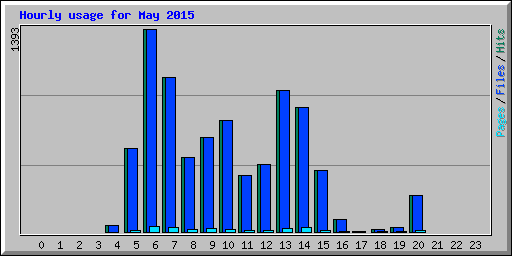 Hourly usage for May 2015
1393
Pages/Files/Hits
0 1 2 3 4 5 6 7 8 9 10 11 12 13 14 15 16 17 18 19 20 21 22 23